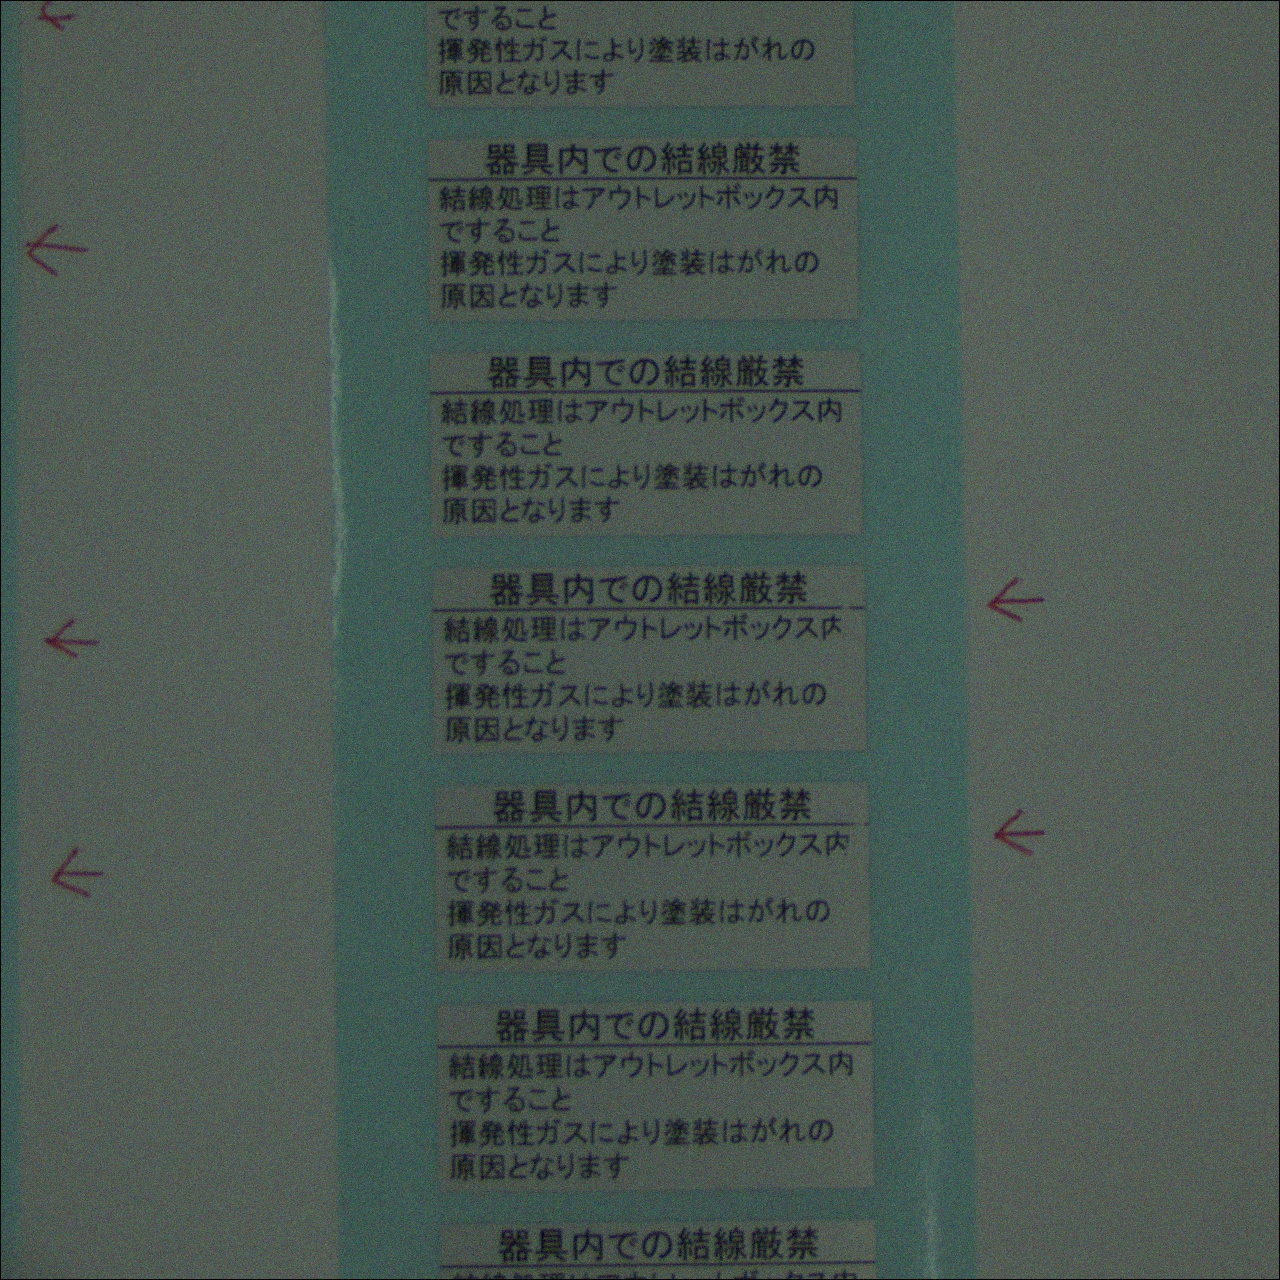 ですること
揮発性ガスにより塗装はがれの
原因となります
器具内での結線厳禁
結線処理はアウトレットボックス内
ですること
揮発性ガスにより塗装はがれの
原因となります
器具内での結線厳禁
結線処理はアウトレットボックス内
ですること
揮発性ガスにより塗装はがれの
原因となります
器具内での結線厳禁
結線処理はアウトレットボックス内
ですること
揮発性ガスにより塗装はがれの
原因となります
器具内での結線厳禁
結線処理はアウトレットボックス内
ですること
揮発性ガスにより塗装はがれの
原因となります
器具内での結線厳禁
結線処理はアウトレットボックス内
ですること
揮発性ガスにより塗装はがれの
原因となります
器具内での結線厳禁